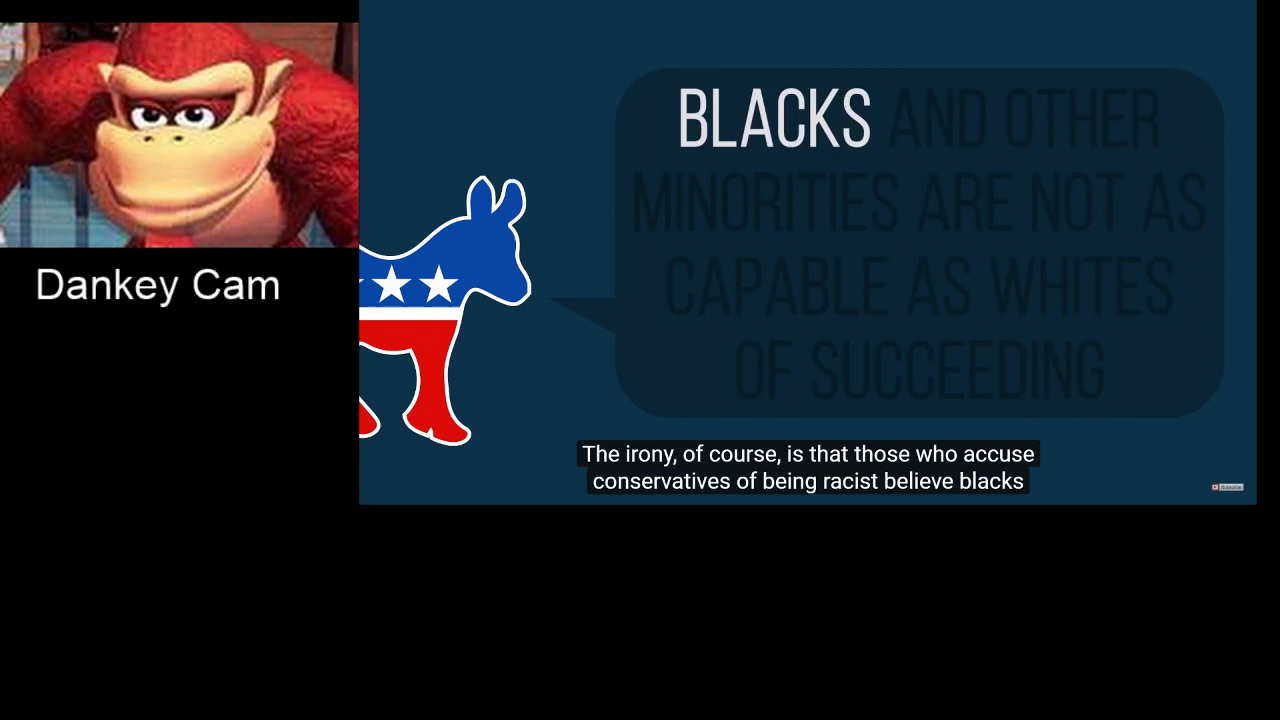 Dankey Cam
BLACKS AND OTHER
MINORITIES ARE NOT AS
CAPABLE AS WHITES
OF SUCCEEDING
The irony, of course, is that those who accuse
conservatives of being racist believe blacks
Subscribe